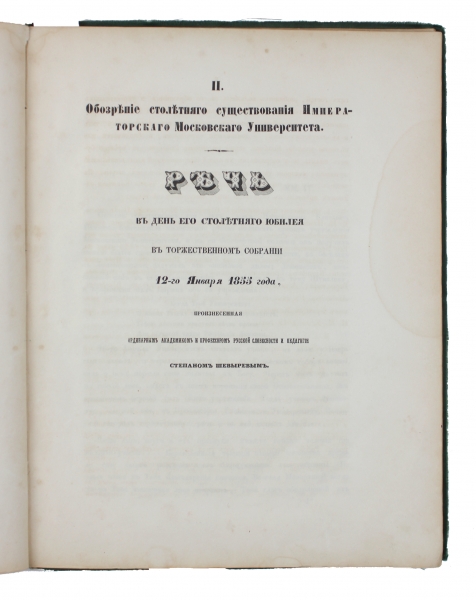 II.
Обозрѣніе столѣтняго существованія Импера-
торскаго Московскаго Университета.
РѢЧЬ
ВЪ ДЕНЬ ЕГО СТОЛѢТНЯГО ЮБИЛЕЯ
ВЪ ТОРЖЕСТВЕННОМЪ СОБРАНІИ
12-го Января 1855 года,
ПРОИЗНЕСЕННАЯ
ОРДИНАРНЫМЪ АКАДЕМИКОМЪ И ПРОФЕССОРОМЪ РУССКОЙ СЛОВЕСНОСТИ И ПЕДАГОГІИ
СТЕПАНОМЪ ШЕВЫРЕВЫМЪ.